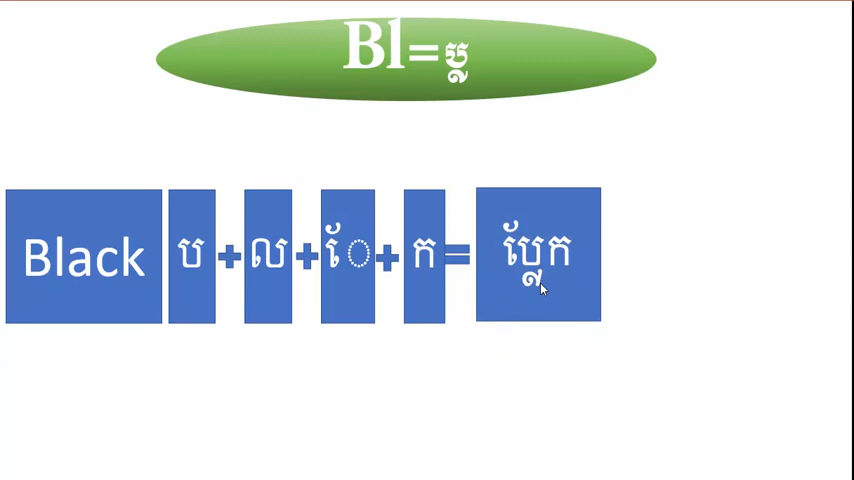 Bl=ប្ល
Black ប + ល + ែ + ក = ប្លែក